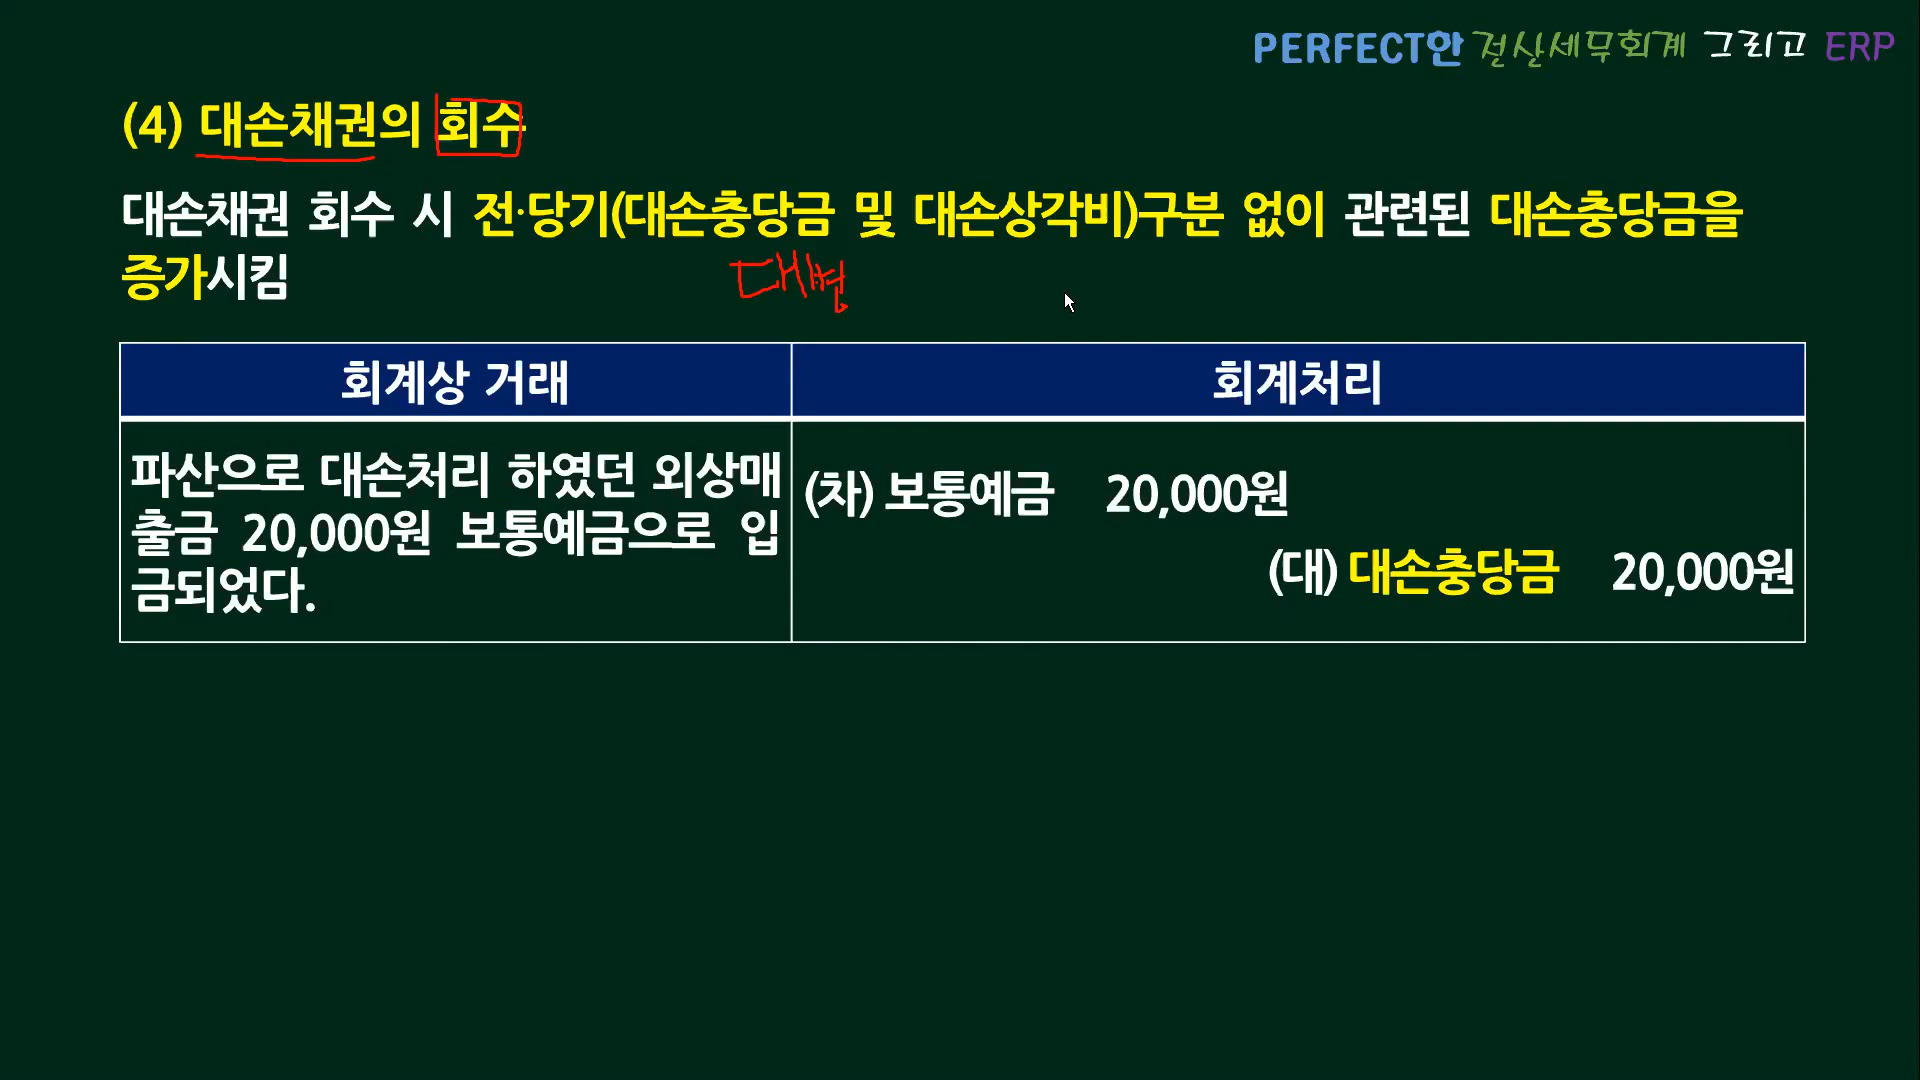 PERFECT한 전산세무회계 그리고 ERP
(4) 대손채권의 회수
대손채권 회수 시 전·당기(대손충당금 및 대손상각비)구분 없이 관련된 대손충당금을
증가시킴
대변
회계상 거래 회계처리
파산으로 대손처리 하였던 외상매
출금 20,000원 보통예금으로 입
금되었다.
(차) 보통예금 20,000원
(대) 대손충당금 20,000원